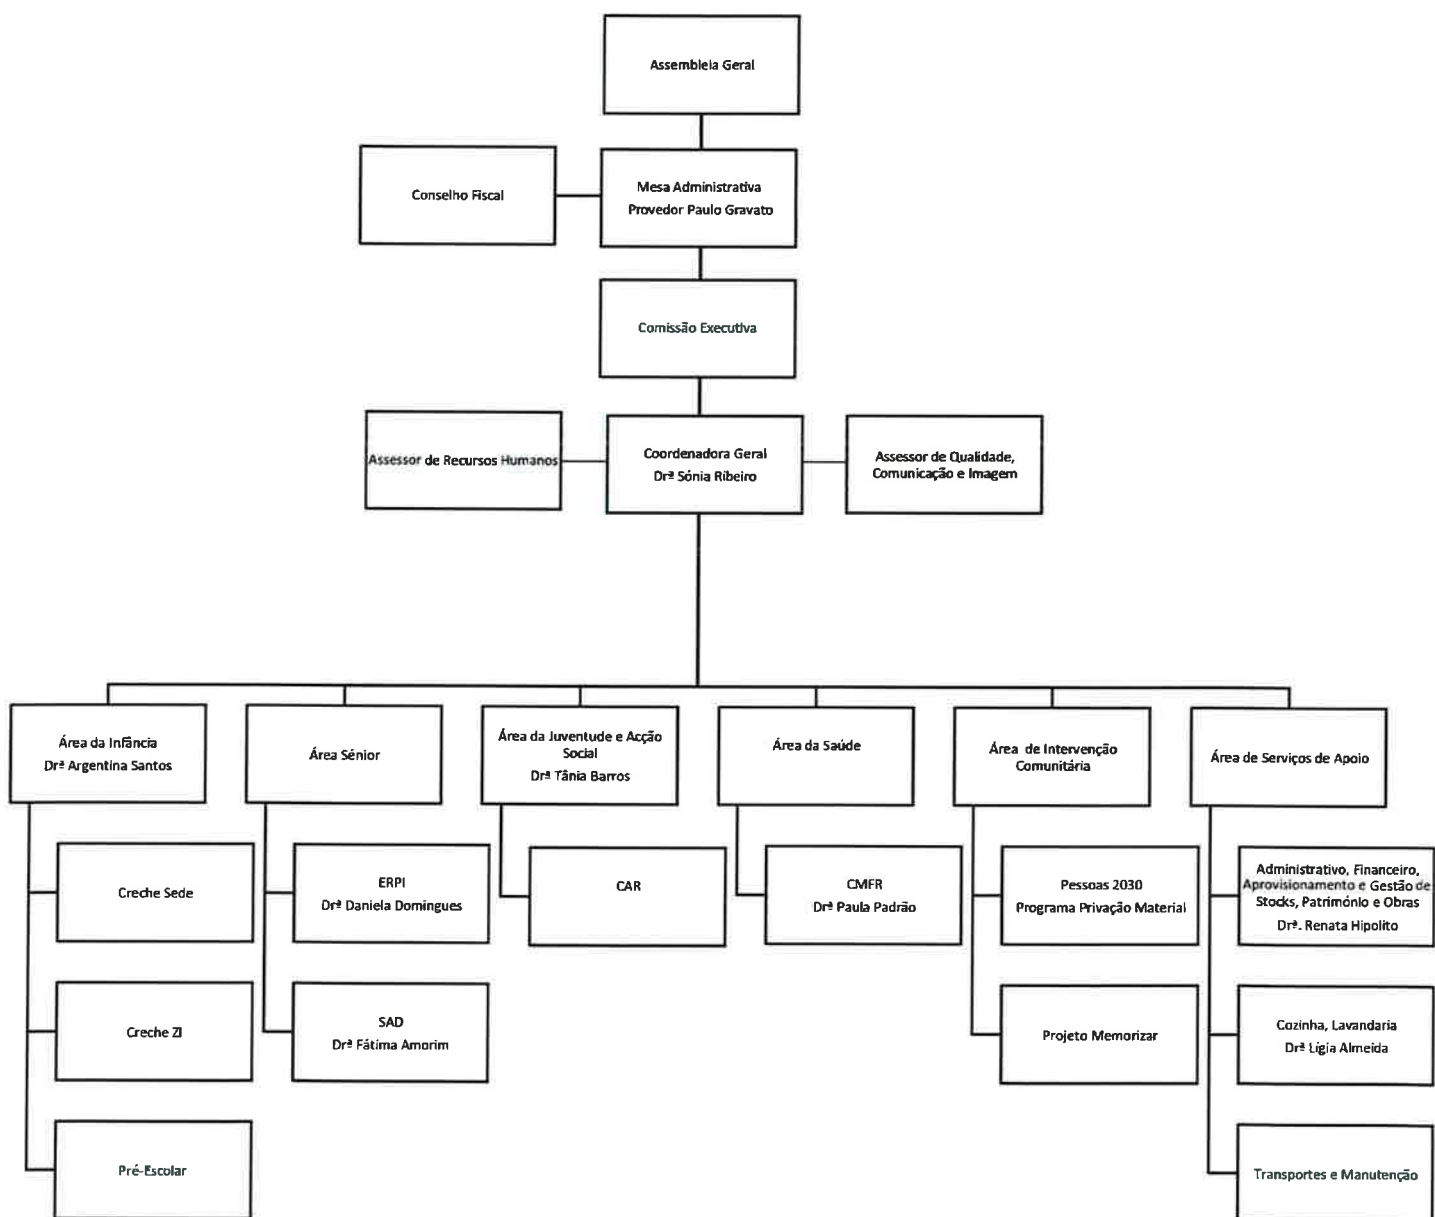 Assembleia Geral
Conselho Fiscal
Mesa Administrativa
Provedor Paulo Gravato
Comissão Executiva
Assessor de Recursos Humanos
Coordenadora Geral
Drª Sónia Ribeiro
Assessor de Qualidade,
Comunicação e Imagem
Área da Infância
Drª Argentina Santos
Área Sénior
Área da Juventude e Acção
Social
Drª Tânia Barros
Área da Saúde
Área de Intervenção
Comunitária
Área de Serviços de Apoio
Creche Sede
ERPI
Drª Daniela Domingues
CAR
CMFR
Drª Paula Padrão
Pessoas 2030
Programa Privação Material
Administrativo, Financeiro,
Aprovisionamento e Gestão de
Stocks, Património e Obras
Drª. Renata Hipolito
Creche ZI
SAD
Drª Fátima Amorim
Projeto Memorizar
Cozinha, Lavandaria
Drª Ligia Almeida
Pré-Escolar
Transportes e Manutenção